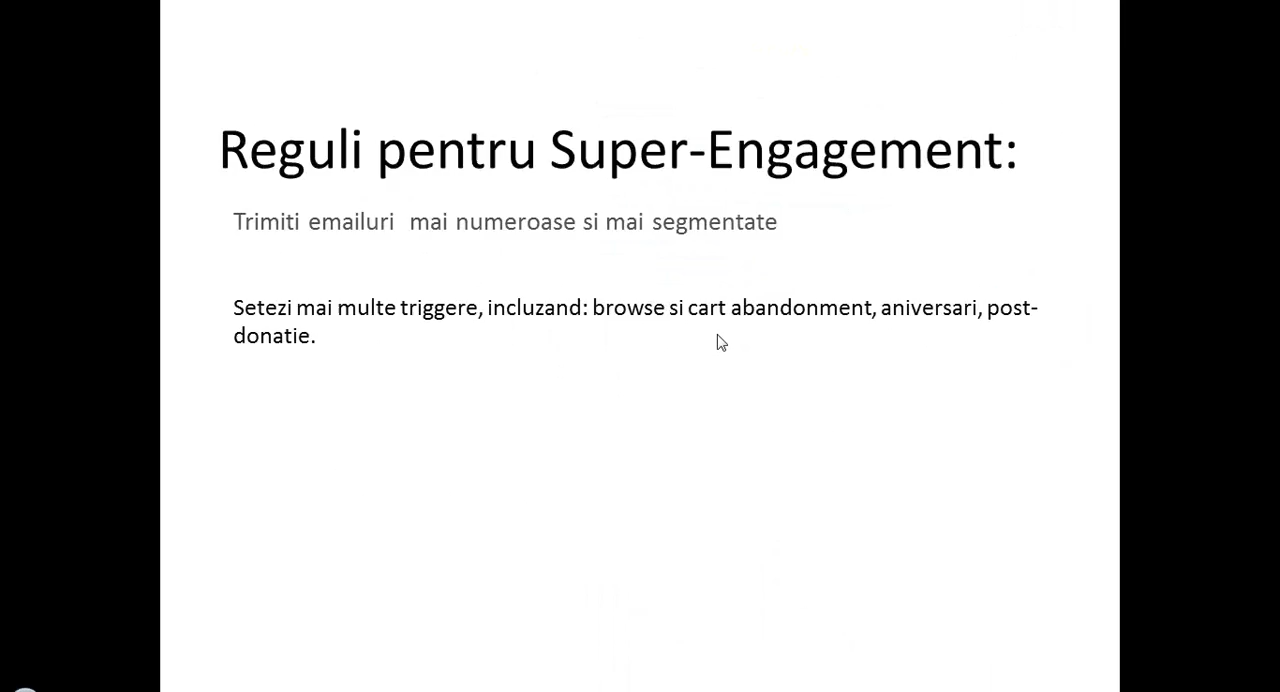 Reguli pentru Super-Engagement:
Trimiti emailuri  mai numeroase si mai segmentate
Setezi mai multe triggere, incluzand: browse si cart abandonment, aniversari, post-
donatie.